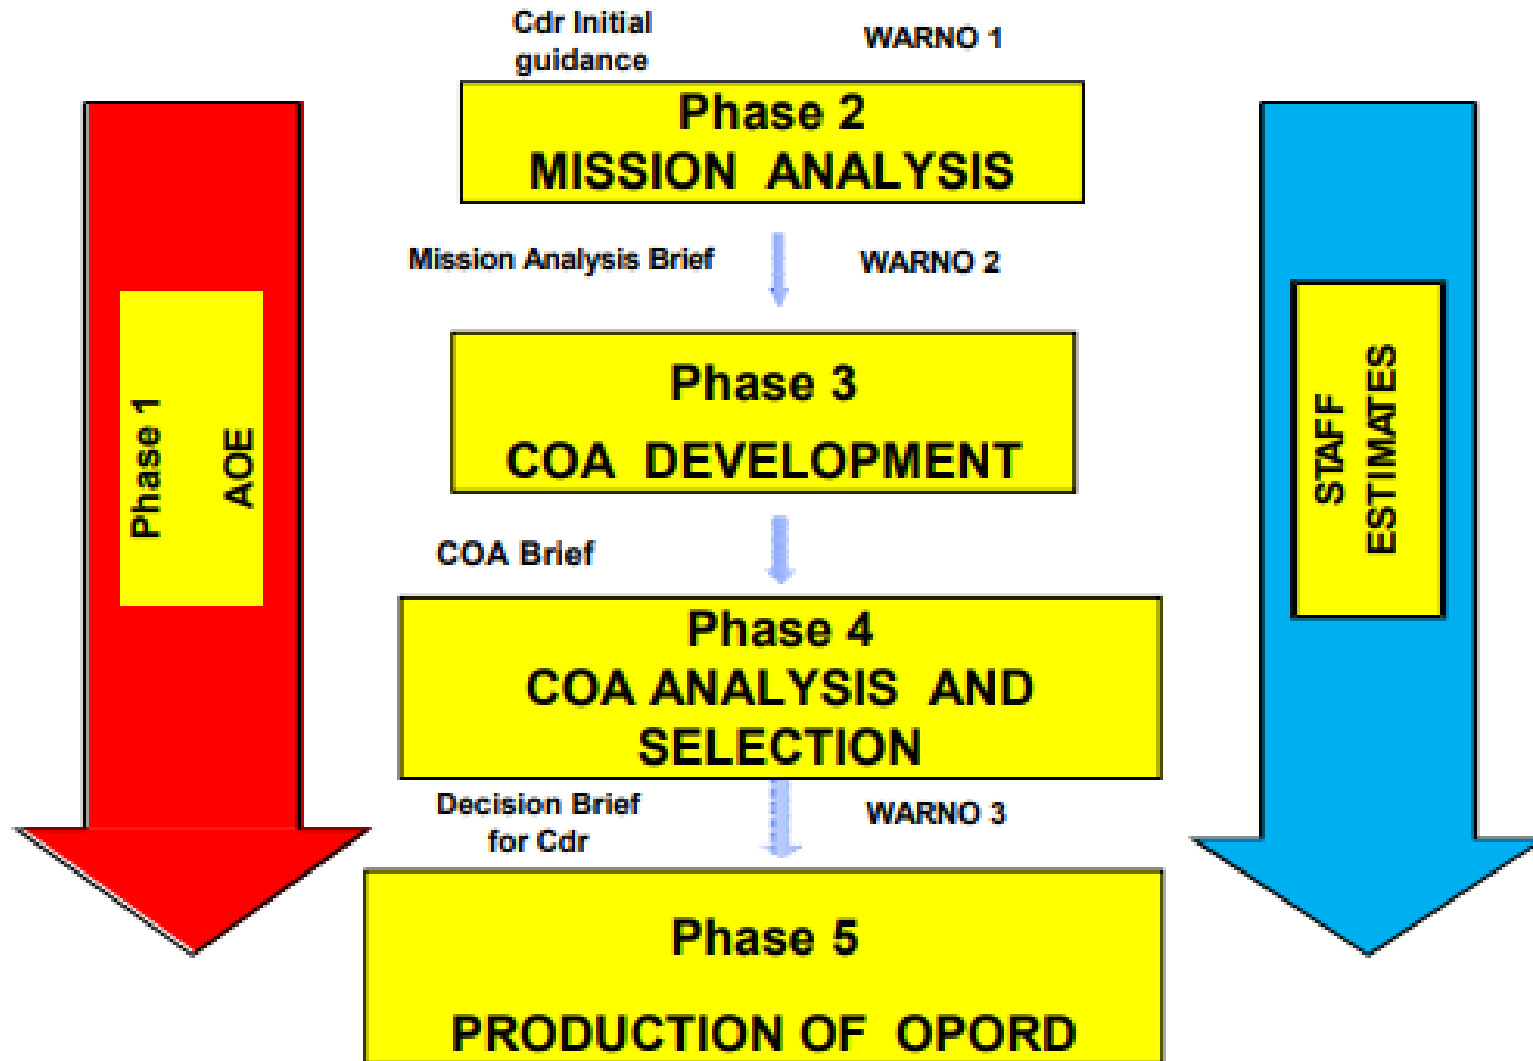 Cdr Initial
guidance
WARNO 1
Phase 2
MISSION ANALYSIS
Mission Analysis Brief
WARNO 2
Phase 1
AOE
Phase 3
COA DEVELOPMENT
STAFF
ESTIMATES
COA Brief
Phase 4
COA ANALYSIS AND
SELECTION
Decision Brief
for Cdr
WARNO 3
Phase 5
PRODUCTION OF OPORD